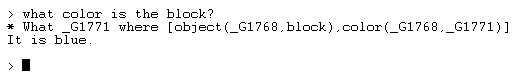 > what color is the block?
* What _G1771 where [object(_G1768,block),color(_G1768,_G1771)]
It is blue.
>